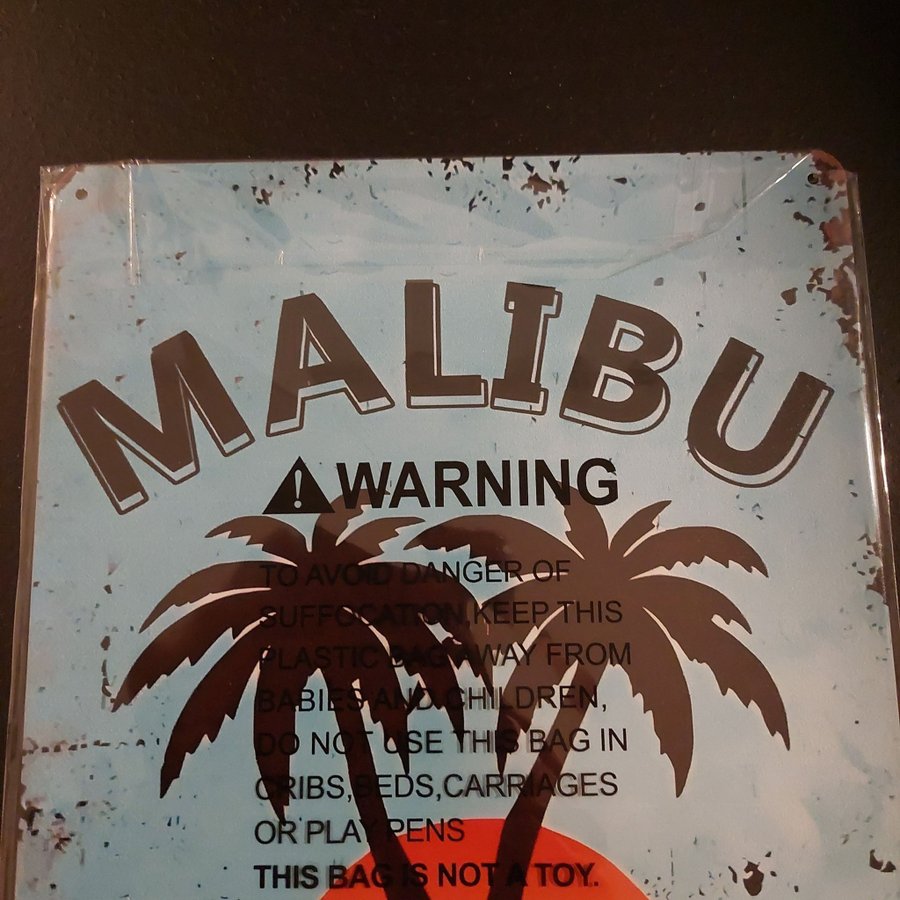 MALIBU
WARNING
TO AVOID DANGER OF
SUFFOCATION,KEEP THIS
PLASTIC BAG AWAY FROM
BABIES AND CHILDREN,
DO NOT USE THIS BAG IN
CRIBS,BEDS,CARRIAGES
OR PLAY PENS
THIS BAG IS NOT A TOY.